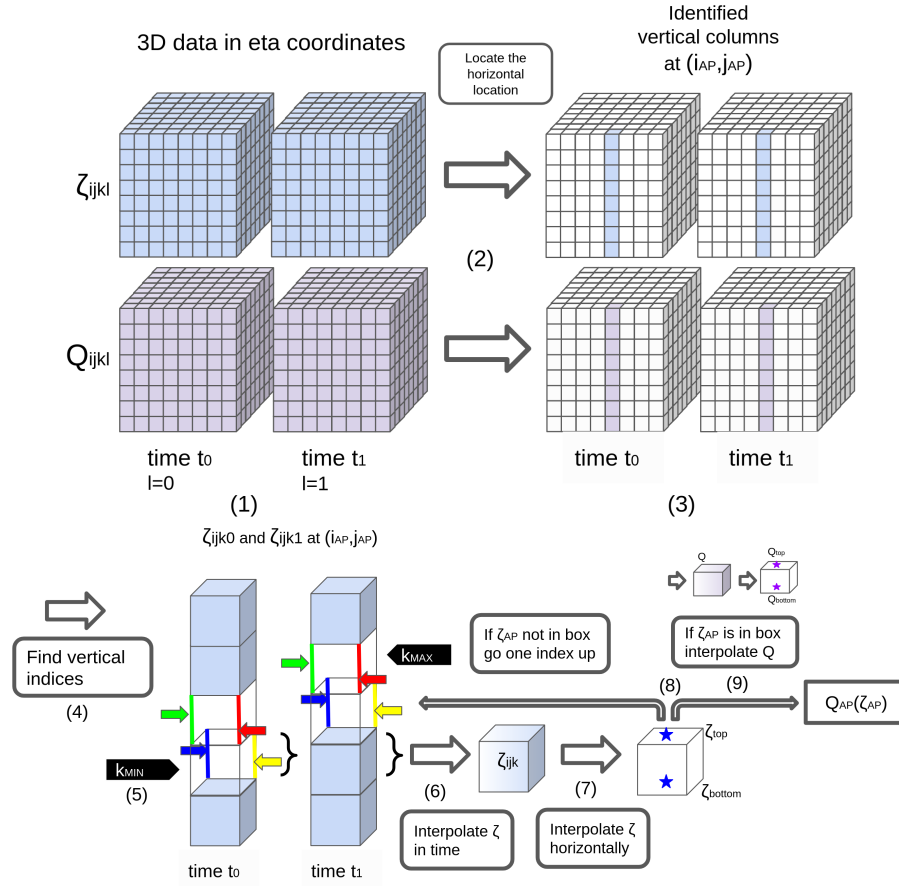 3D data in eta coordinates
Locate the
horizontal
location
Identified
vertical columns
at (iAP,jAP)
ζijkl
(2)
Qijkl
time t0
l=0
time t1
l=1
time t0
time t1
(1)
(3)
ζijk0 and ζijk1 at (iAP,jAP)
Find vertical
indices
(4)
kMIN
(5)
kMAX
time t0
time t1
If ζAP not in box
go one index up
Q
Qtop
Qbottom
If ζAP is in box
interpolate Q
(8)
(9)
QAP(ζAP)
(6)
ζijk
(7)
ζtop
ζbottom
Interpolate ζ
in time
Interpolate ζ
horizontally